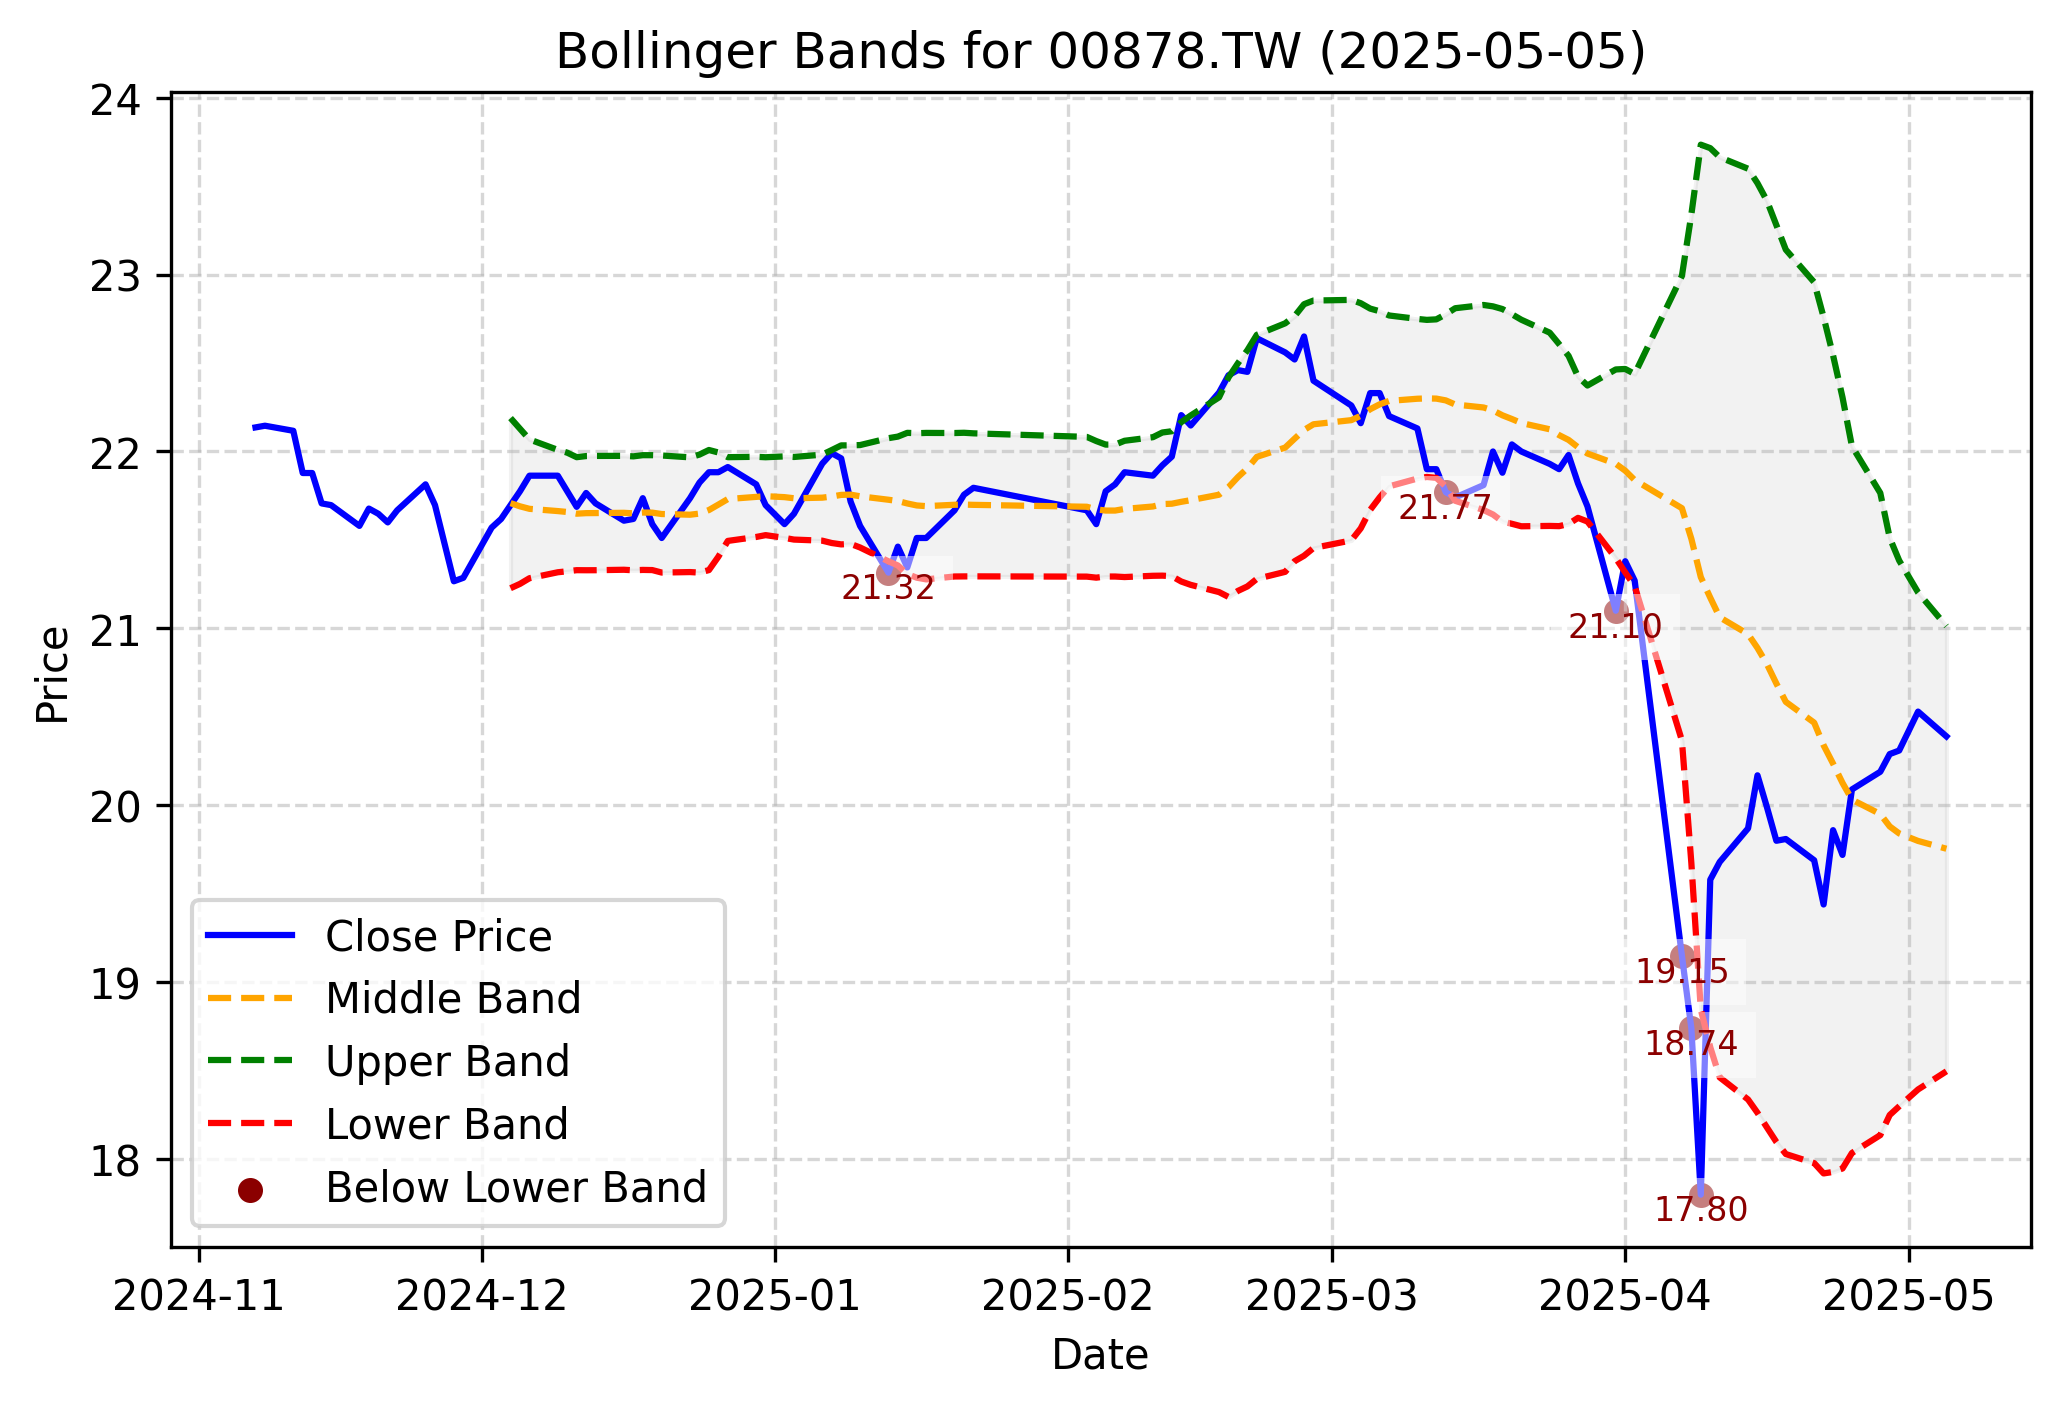 Bollinger Bands for 00878.TW (2025-05-05)
24
23
22
21
20
19
18
Price
21.32
21.77
21.10
19.15
18.74
17.80
Close Price
Middle Band
Upper Band
Lower Band
Below Lower Band
2024-11 2024-12 2025-01 2025-02 2025-03 2025-04 2025-05
Date